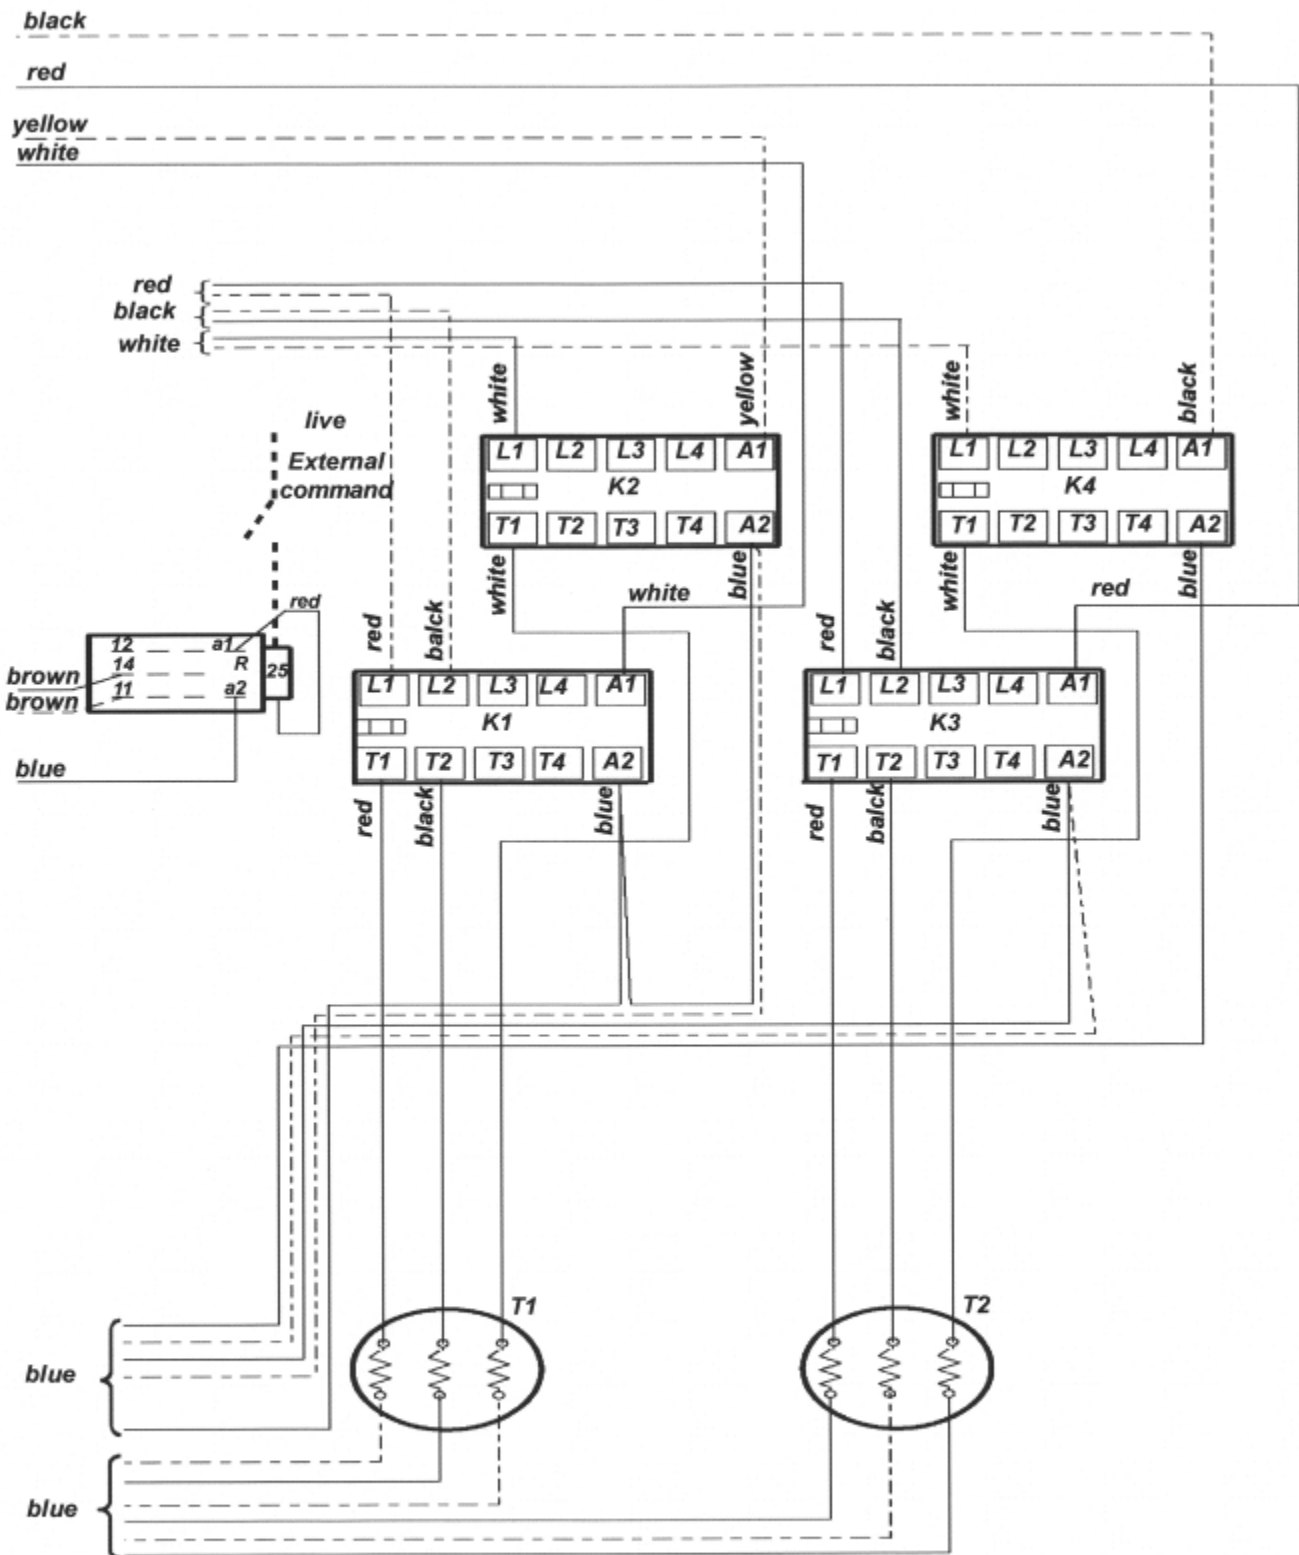 black
red
yellow
white
red
black
white
live
External
command
white
yellow
white
black
L1 L2 L3 L4 A1
K2
T1 T2 T3 T4 A2
L1 L2 L3 L4 A1
K4
T1 T2 T3 T4 A2
white
blue
white
blue
white
red
red
red
balck
red
black
12 a1
R
14
25
11 a2
brown
brown
blue
L1 L2 L3 L4 A1
K1
T1 T2 T3 T4 A2
L1 L2 L3 L4 A1
K3
T1 T2 T3 T4 A2
red
black
blue
red
balck
blue
T1
T2
blue
blue